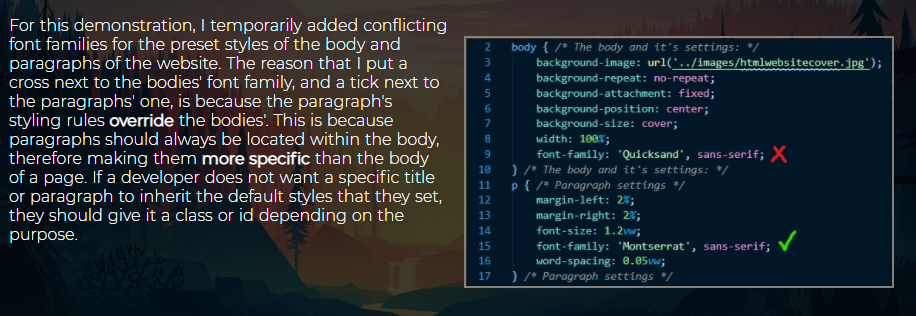 For this demonstration, I temporarily added conflicting
font families for the preset styles of the body and
paragraphs of the website. The reason that I put a
cross next to the bodies' font family, and a tick next to
the paragraphs' one, is because the paragraph's
styling rules override the bodies'. This is because
paragraphs should always be located within the body,
therefore making them more specific than the body
of a page. If a developer does not want a specific title
or paragraph to inherit the default styles that they set,
they should give it a class or id depending on the
purpose.
2 body { /* The body and it's settings: */
3 background-image: url('../images/htmlwebsitecover.jpg');
4 background-repeat: no-repeat;
5 background-attachment: fixed;
6 background-position: center;
7 background-size: cover;
8 width: 100%;
9 font-family: 'Quicksand', sans-serif;
10 } /* The body and it's settings: */
11 p { /* Paragraph settings */
12 margin-left: 2%;
13 margin-right: 2%;
14 font-size: 1.2vw;
15 font-family: 'Montserrat', sans-serif;
16 word-spacing: 0.05vw;
17 } /* Paragraph settings */